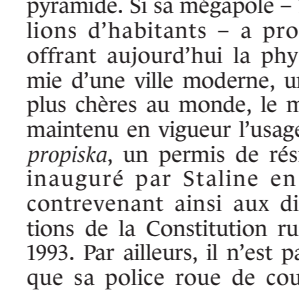 pyramide. Si sa mégapole –
lions d'habitants – a pro
offrant aujourd'hui la phy
mie d'une ville moderne, u
plus chères au monde, le m
maintenu en vigueur l'usage
propiska, un permis de rés
inauguré par Staline en
contrevenant ainsi aux di
tions de la Constitution ru
1993. Par ailleurs, il n'est pa
que sa police roue de cou